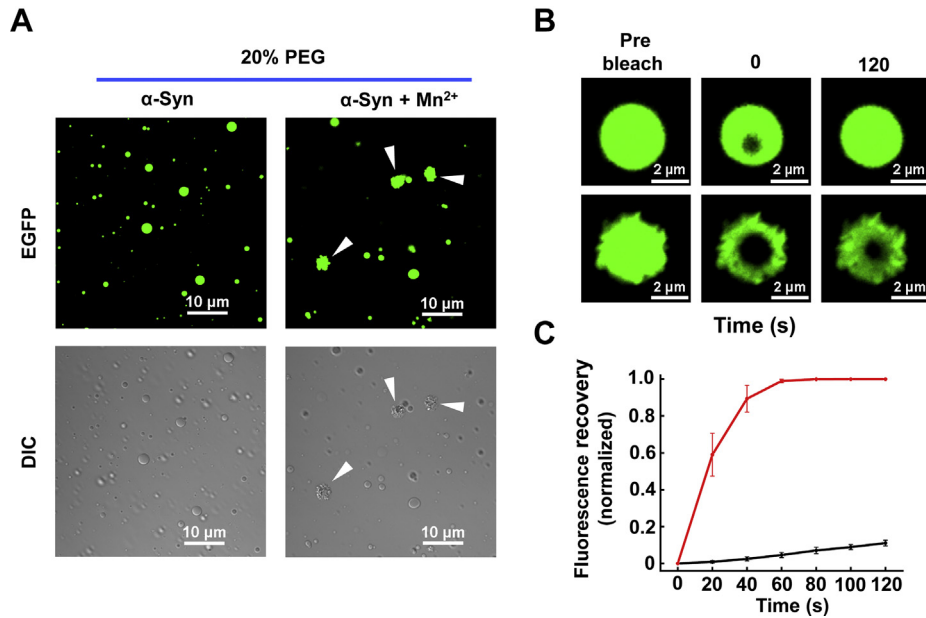 A
20% PEG
α-Syn
α-Syn + Mn²⁺
EGFP
10 µm
10 µm
DIC
10 µm
10 µm
B
Pre bleach
0
120
2 µm
2 µm
2 µm
2 µm
2 µm
2 µm
Time (s)
C
Fluorescence recovery
(normalized)
1.0
0.8
0.6
0.4
0.2
0
0 20 40 60 80 100 120
Time (s)